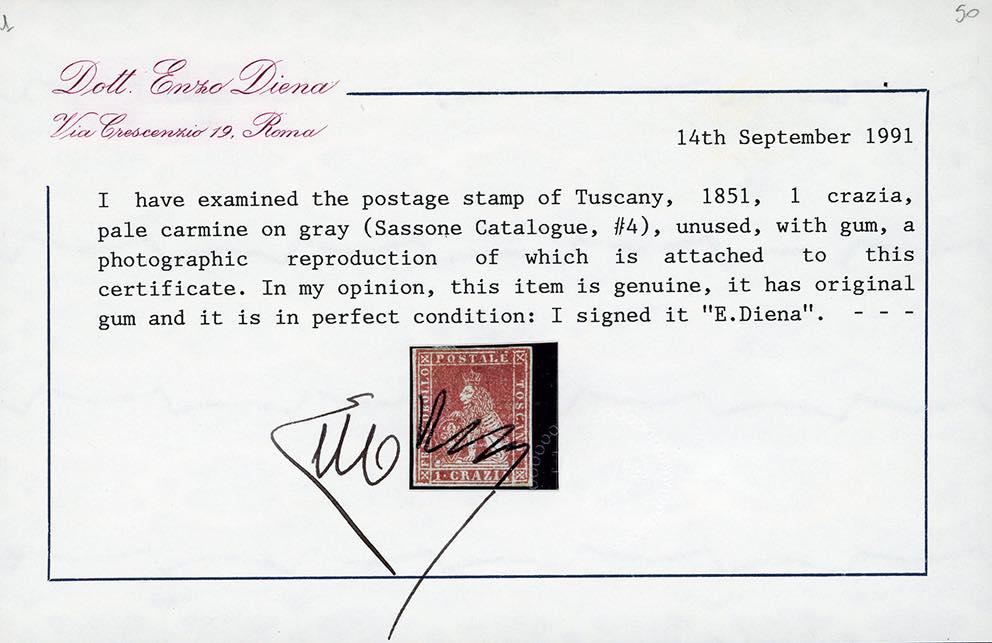 50
Dott. Enzo Diena
Via Crescenzio 19, Roma
14th September 1991
I have examined the postage stamp of Tuscany, 1851, 1 crazia,
pale carmine on gray (Sassone Catalogue, #4), unused, with gum, a
photographic reproduction of which is attached to this
certificate. In my opinion, this item is genuine, it has original
gum and it is in perfect condition: I signed it "E.Diena". - - -
POSTALE
TOSCANO
1·CRAZIA